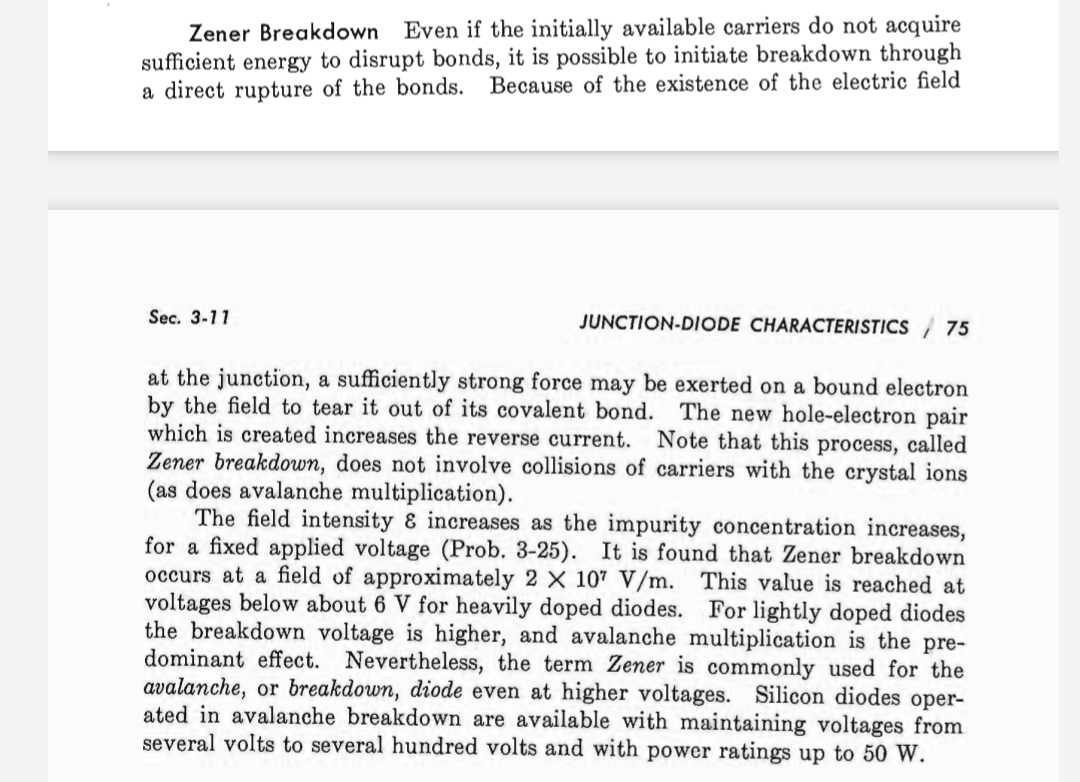 Zener Breakdown Even if the initially available carriers do not acquire
sufficient energy to disrupt bonds, it is possible to initiate breakdown through
a direct rupture of the bonds. Because of the existence of the electric field
Sec. 3-11 JUNCTION-DIODE CHARACTERISTICS / 75
at the junction, a sufficiently strong force may be exerted on a bound electron
by the field to tear it out of its covalent bond. The new hole-electron pair
which is created increases the reverse current. Note that this process, called
Zener breakdown, does not involve collisions of carriers with the crystal ions
(as does avalanche multiplication).
The field intensity ℰ increases as the impurity concentration increases,
for a fixed applied voltage (Prob. 3-25). It is found that Zener breakdown
occurs at a field of approximately 2 × 10⁷ V/m. This value is reached at
voltages below about 6 V for heavily doped diodes. For lightly doped diodes
the breakdown voltage is higher, and avalanche multiplication is the pre-
dominant effect. Nevertheless, the term Zener is commonly used for the
avalanche, or breakdown, diode even at higher voltages. Silicon diodes oper-
ated in avalanche breakdown are available with maintaining voltages from
several volts to several hundred volts and with power ratings up to 50 W.